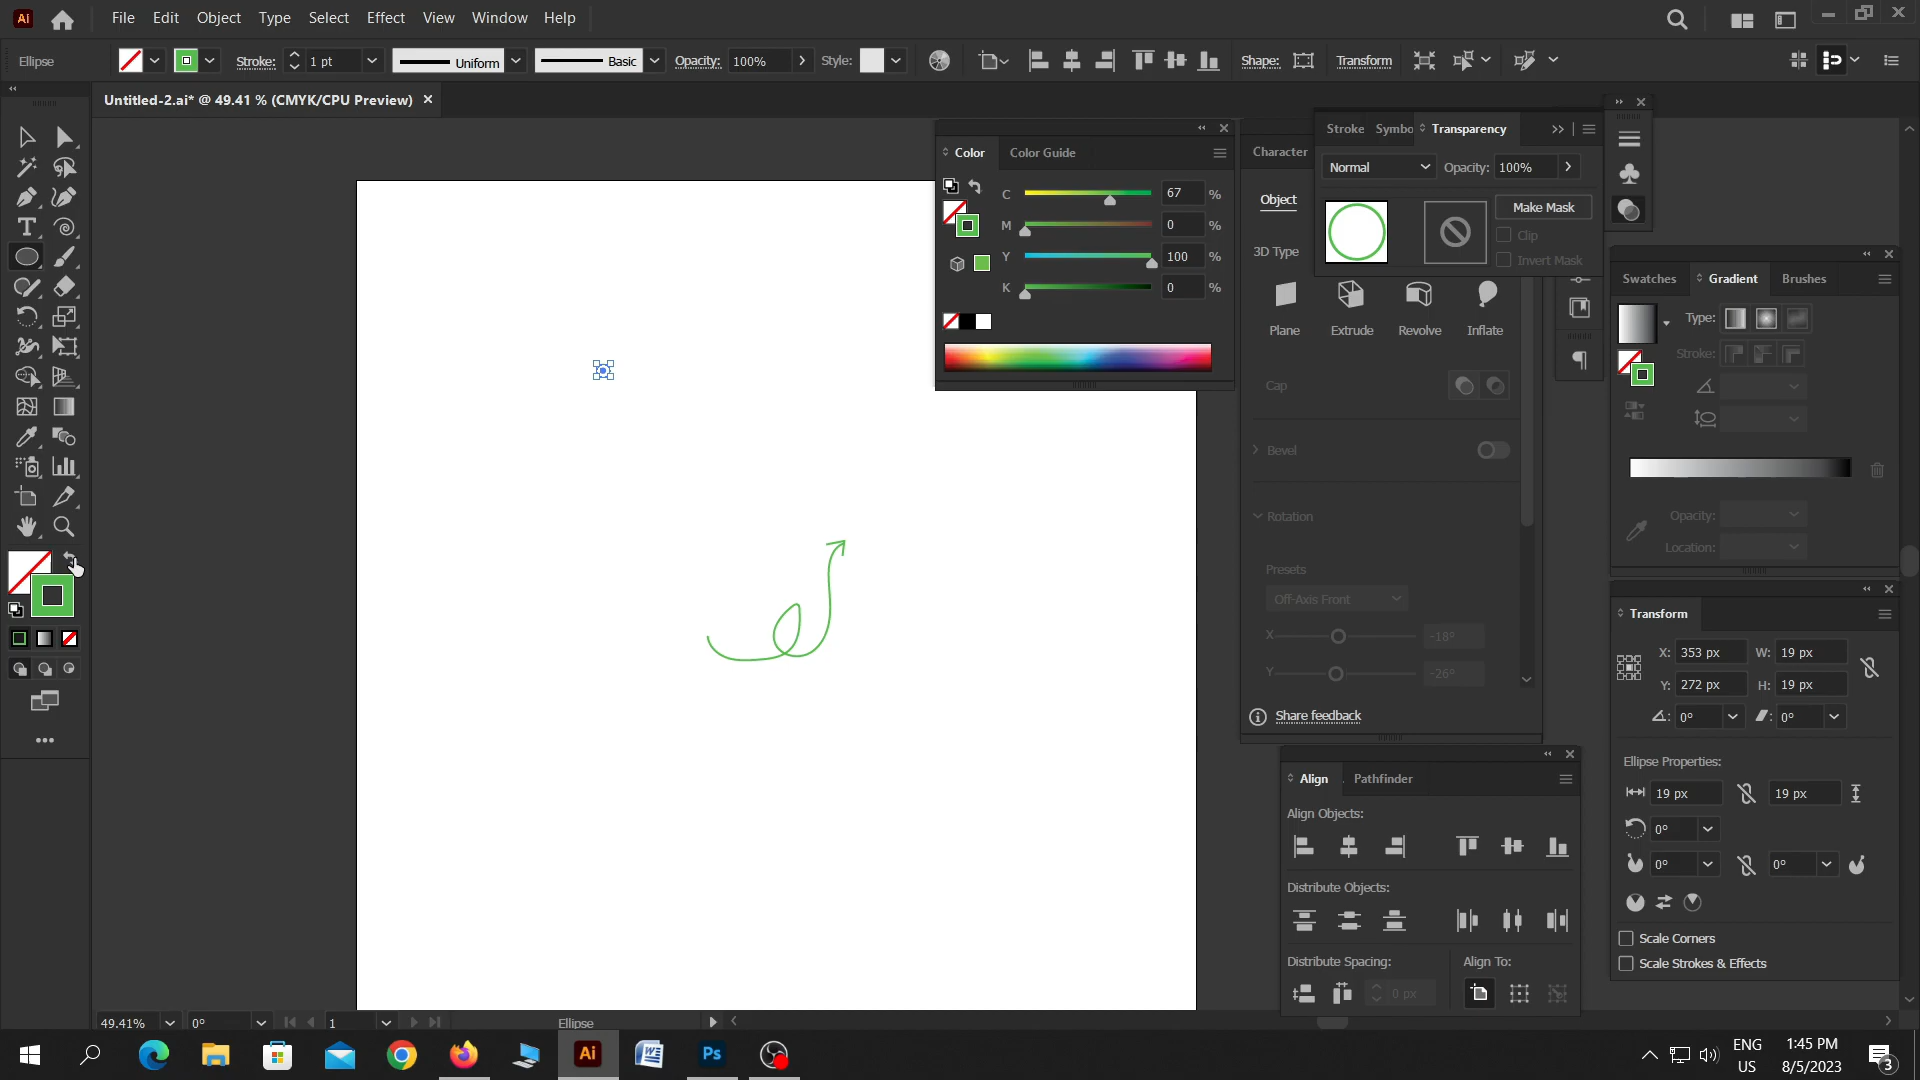 Ai File Edit Object Type Select Effect View Window Help
Ellipse Stroke: 1 pt Uniform Basic Opacity: 100% Style: Shape: Transform
Untitled-2.ai* @ 49.41 % (CMYK/CPU Preview) ×
Color Color Guide
C 67 %
M 0 %
Y 100 %
K 0 %
Character
Object
3D Type
Plane Extrude Revolve Inflate
Cap
Bevel
Rotation
Presets
Off-Axis Front
X -18°
Y -26°
Share feedback
Stroke Symbo Transparency
Normal Opacity: 100%
Make Mask
Clip
Invert Mask
Swatches Gradient Brushes
Type:
Stroke:
Opacity:
Location:
Transform
X: 353 px W: 19 px
Y: 272 px H: 19 px
0° 0°
Ellipse Properties:
19 px 19 px
0°
0° 0°
Scale Corners
Scale Strokes & Effects
Align Pathfinder
Align Objects:
Distribute Objects:
Distribute Spacing: Align To:
0 px
49.41% 0° 1 Ellipse
Ai Ps ENG US 1:45 PM 8/5/2023 3